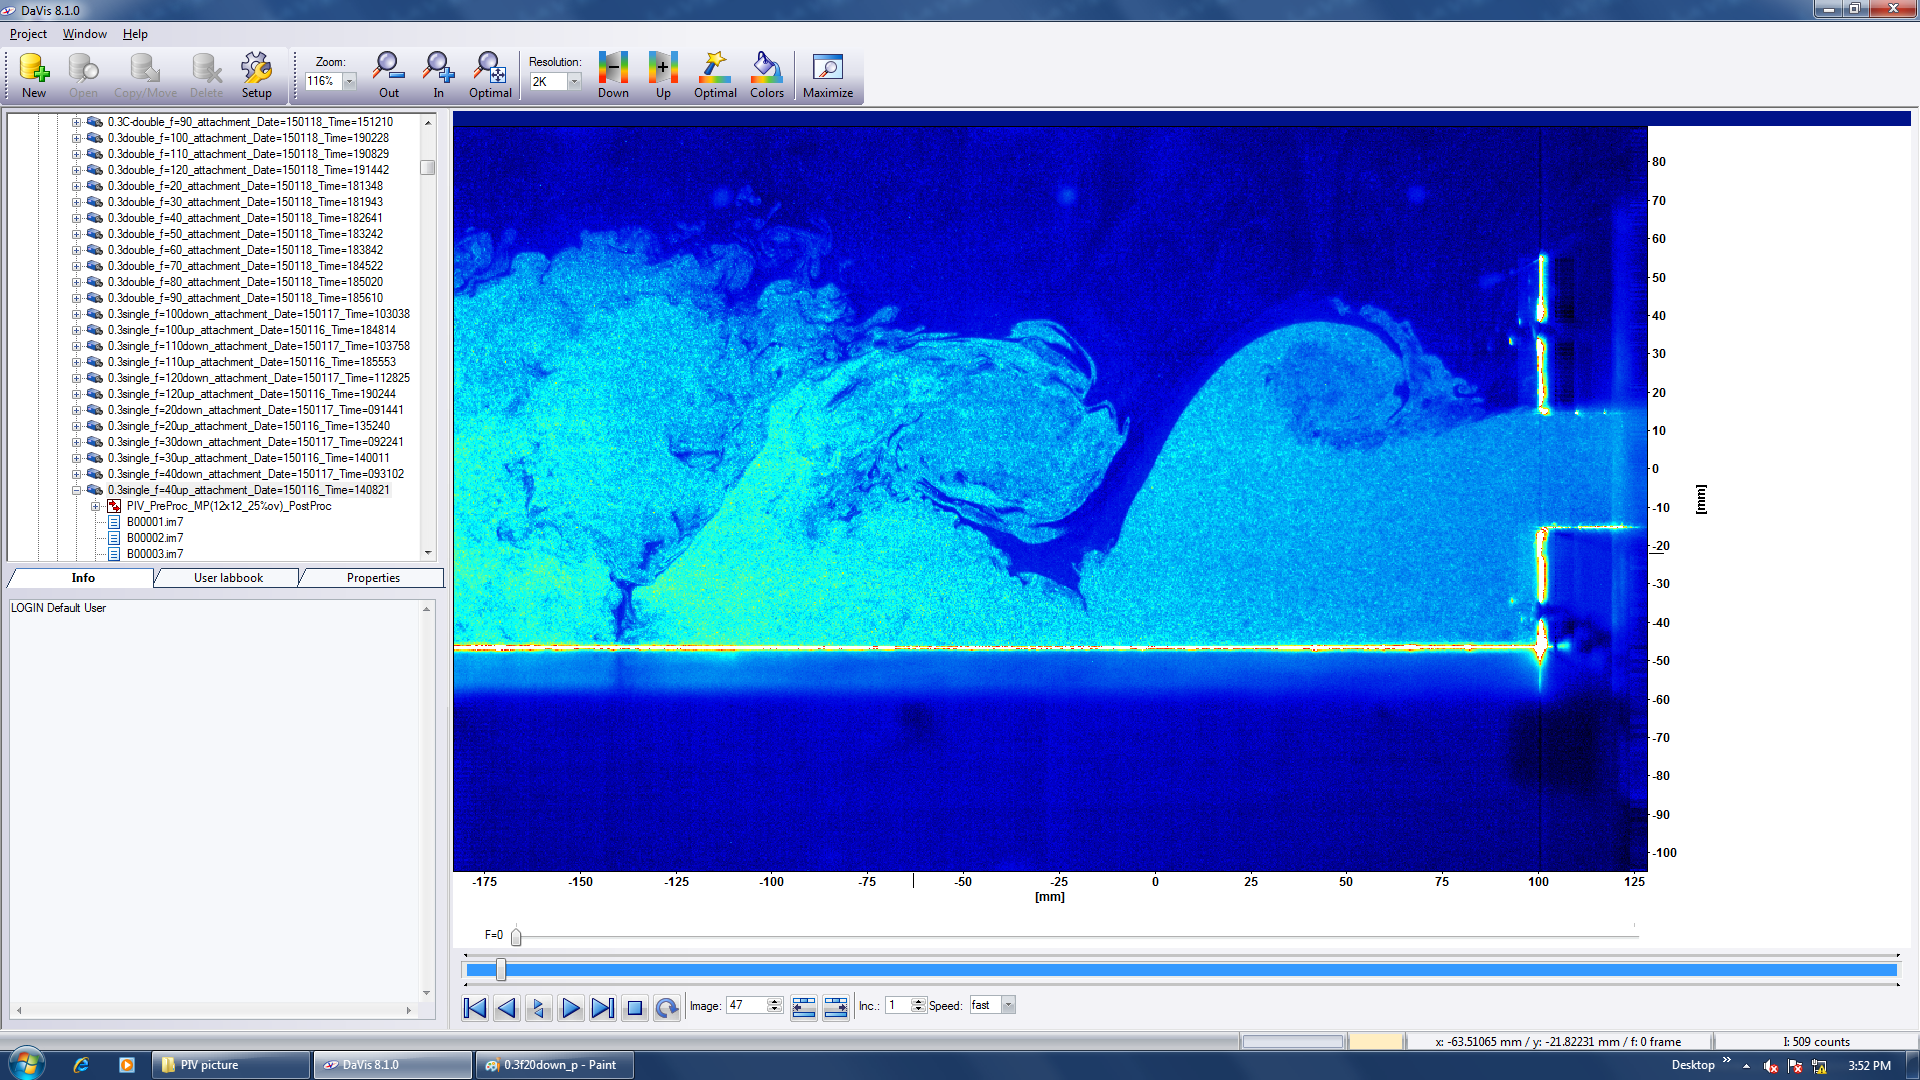 DaVis 8.1.0
Project Window Help
New Open Copy/Move Delete Setup
Zoom:
116%
Out In Optimal
Resolution:
2K
Down Up Optimal Colors Maximize
0.3C-double_f=90_attachment_Date=150118_Time=151210
0.3double_f=100_attachment_Date=150118_Time=190228
0.3double_f=110_attachment_Date=150118_Time=190829
0.3double_f=120_attachment_Date=150118_Time=191442
0.3double_f=20_attachment_Date=150118_Time=181348
0.3double_f=30_attachment_Date=150118_Time=181943
0.3double_f=40_attachment_Date=150118_Time=182641
0.3double_f=50_attachment_Date=150118_Time=183242
0.3double_f=60_attachment_Date=150118_Time=183842
0.3double_f=70_attachment_Date=150118_Time=184522
0.3double_f=80_attachment_Date=150118_Time=185020
0.3double_f=90_attachment_Date=150118_Time=185610
0.3single_f=100down_attachment_Date=150117_Time=103038
0.3single_f=100up_attachment_Date=150116_Time=184814
0.3single_f=110down_attachment_Date=150117_Time=103758
0.3single_f=110up_attachment_Date=150116_Time=185553
0.3single_f=120down_attachment_Date=150117_Time=112825
0.3single_f=120up_attachment_Date=150116_Time=190244
0.3single_f=20down_attachment_Date=150117_Time=091441
0.3single_f=20up_attachment_Date=150116_Time=135240
0.3single_f=30down_attachment_Date=150117_Time=092241
0.3single_f=30up_attachment_Date=150116_Time=140011
0.3single_f=40down_attachment_Date=150117_Time=093102
0.3single_f=40up_attachment_Date=150116_Time=140821
PIV_PreProc_MP(12x12_25%ov)_PostProc
B00001.im7
B00002.im7
B00003.im7
Info User labbook Properties
LOGIN Default User
80
70
60
50
40
30
20
10
0
-10
-20
-30
-40
-50
-60
-70
-80
-90
-100
[mm]
-175 -150 -125 -100 -75 -50 -25 0 25 50 75 100 125
[mm]
F=0
Image: 47 Inc.: 1 Speed: fast
x: -63.51065 mm / y: -21.82231 mm / f: 0 frame I: 509 counts
PIV picture DaVis 8.1.0 0.3f20down_p - Paint Desktop 3:52 PM